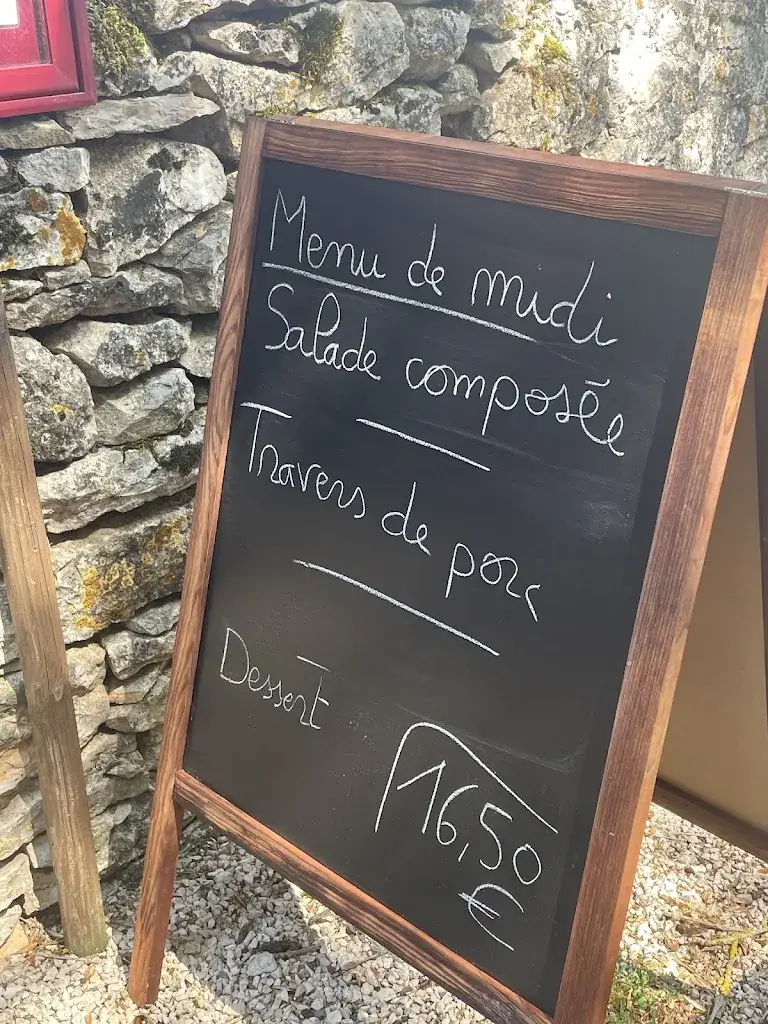 Menu de midi
Salade composée
Travers de porc
Dessert
16,50
€